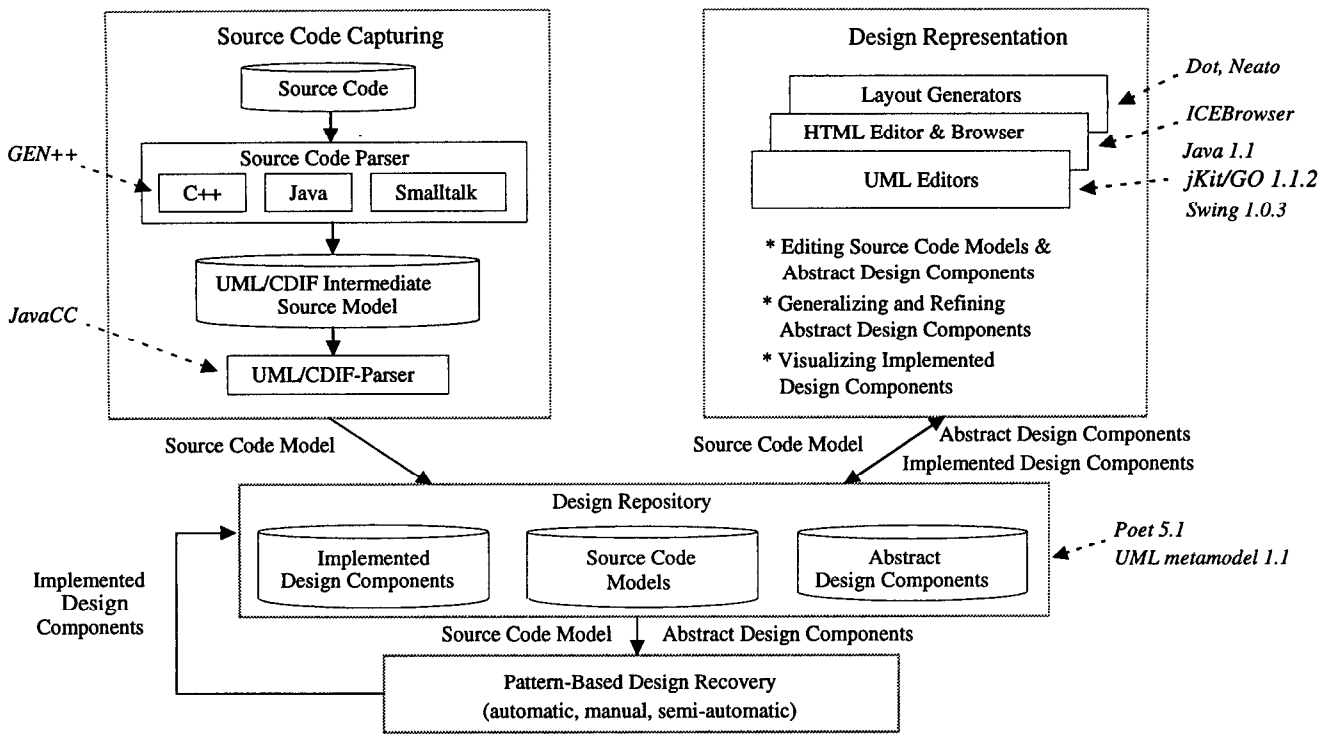 Source Code Capturing
Source Code
GEN++
Source Code Parser
C++
Java
Smalltalk
UML/CDIF Intermediate
Source Model
JavaCC
UML/CDIF-Parser
Design Representation
Dot, Neato
Layout Generators
ICEBrowser
HTML Editor & Browser
Java 1.1
UML Editors
jKit/GO 1.1.2
Swing 1.0.3
* Editing Source Code Models &
Abstract Design Components
* Generalizing and Refining
Abstract Design Components
* Visualizing Implemented
Design Components
Source Code Model
Source Code Model
Abstract Design Components
Implemented Design Components
Design Repository
Implemented
Design Components
Source Code
Models
Abstract
Design Components
Poet 5.1
UML metamodel 1.1
Implemented
Design
Components
Source Code Model
Abstract Design Components
Pattern-Based Design Recovery
(automatic, manual, semi-automatic)